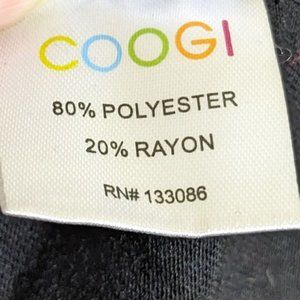 COOGI
80% POLYESTER
20% RAYON
RN# 133086